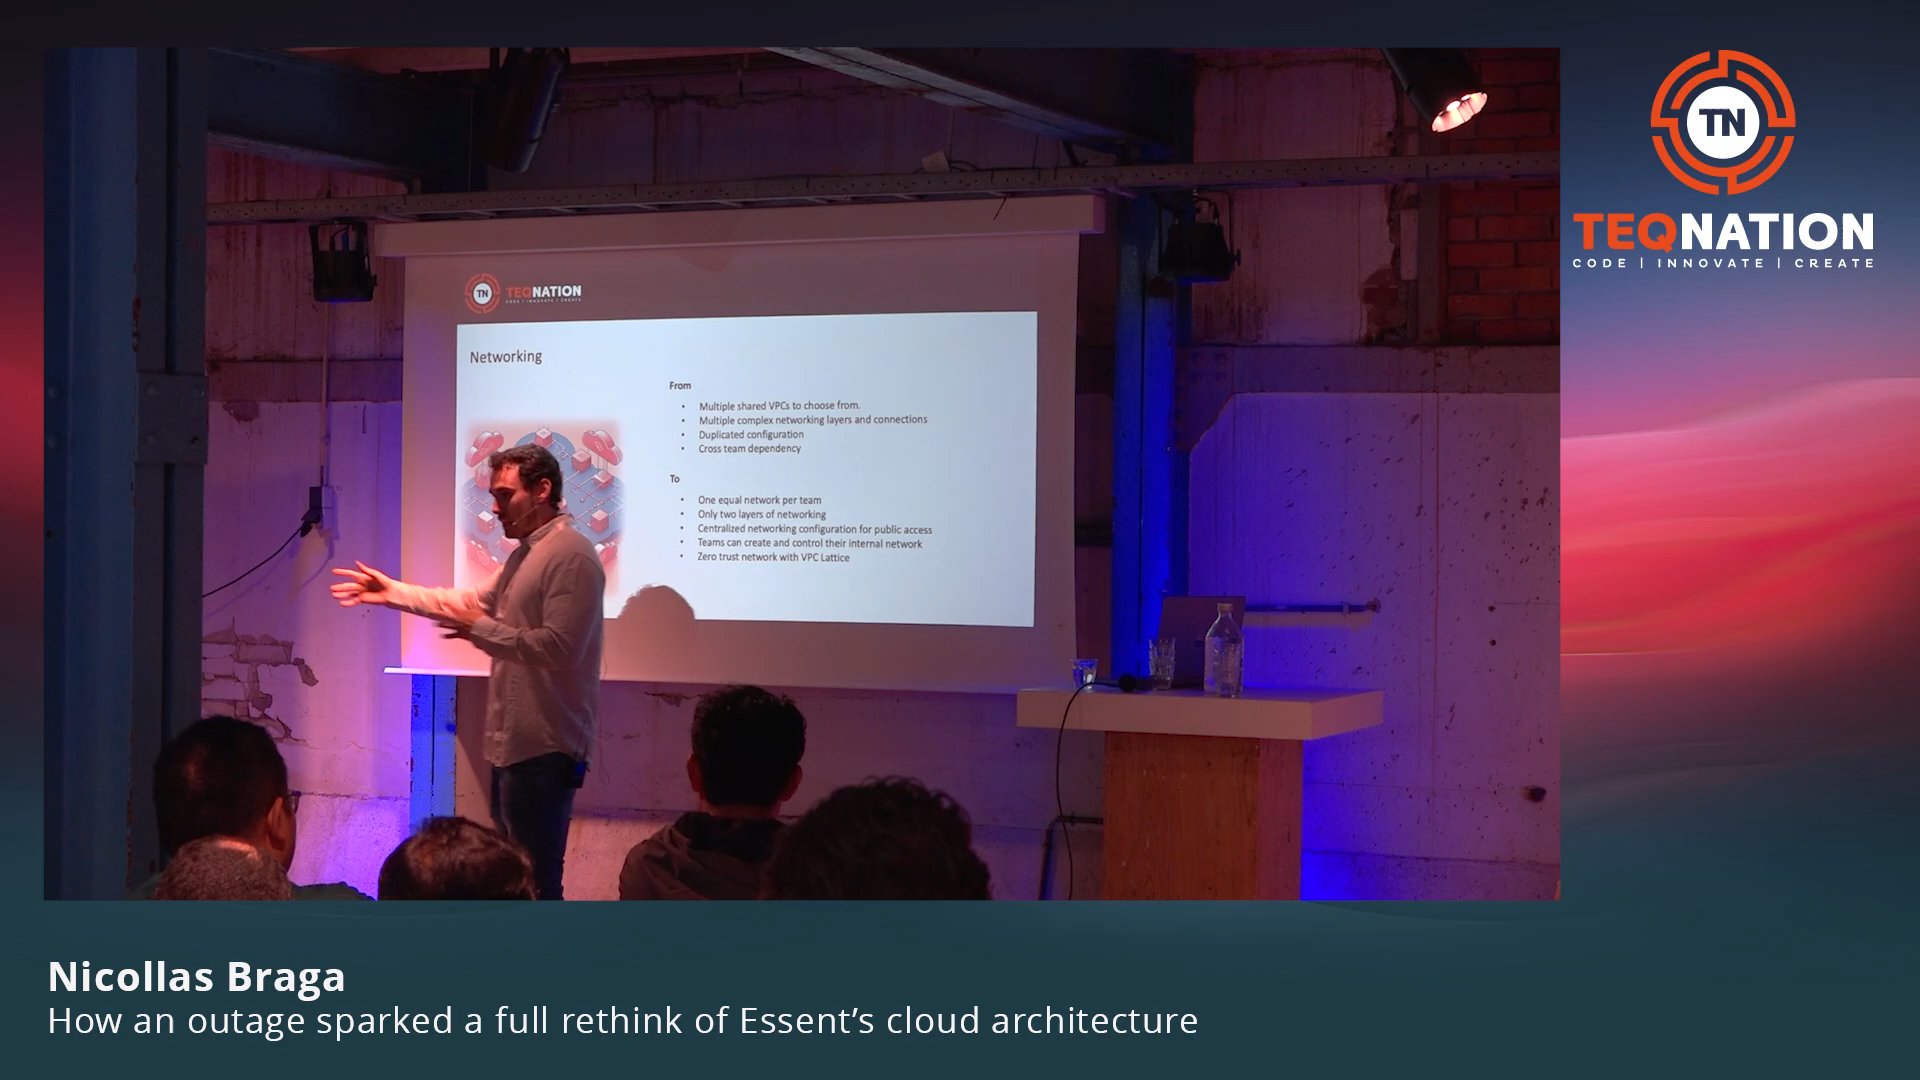 TN
TEQNATION
CODE | INNOVATE | CREATE
TN
TEQNATION
CODE | INNOVATE | CREATE
Networking
From
• Multiple shared VPCs to choose from.
• Multiple complex networking layers and connections
• Duplicated configuration
• Cross team dependency
To
• One equal network per team
• Only two layers of networking
• Centralized networking configuration for public access
• Teams can create and control their internal network
• Zero trust network with VPC Lattice
Nicollas Braga
How an outage sparked a full rethink of Essent’s cloud architecture